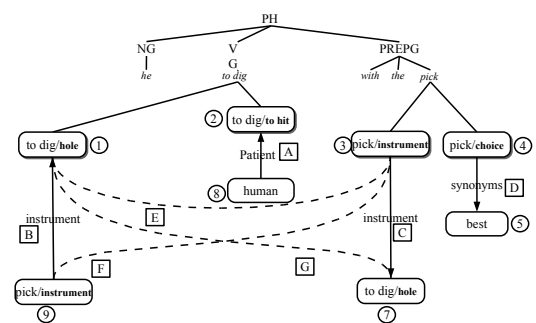 PH
NG V PREPG
G
he to dig with the pick
2 to dig/to hit
to dig/hole 1 3 pick/instrument pick/choice 4
Patient A
8 human synonyms D
instrument E instrument best 5
B C
F G
pick/instrument to dig/hole
9 7